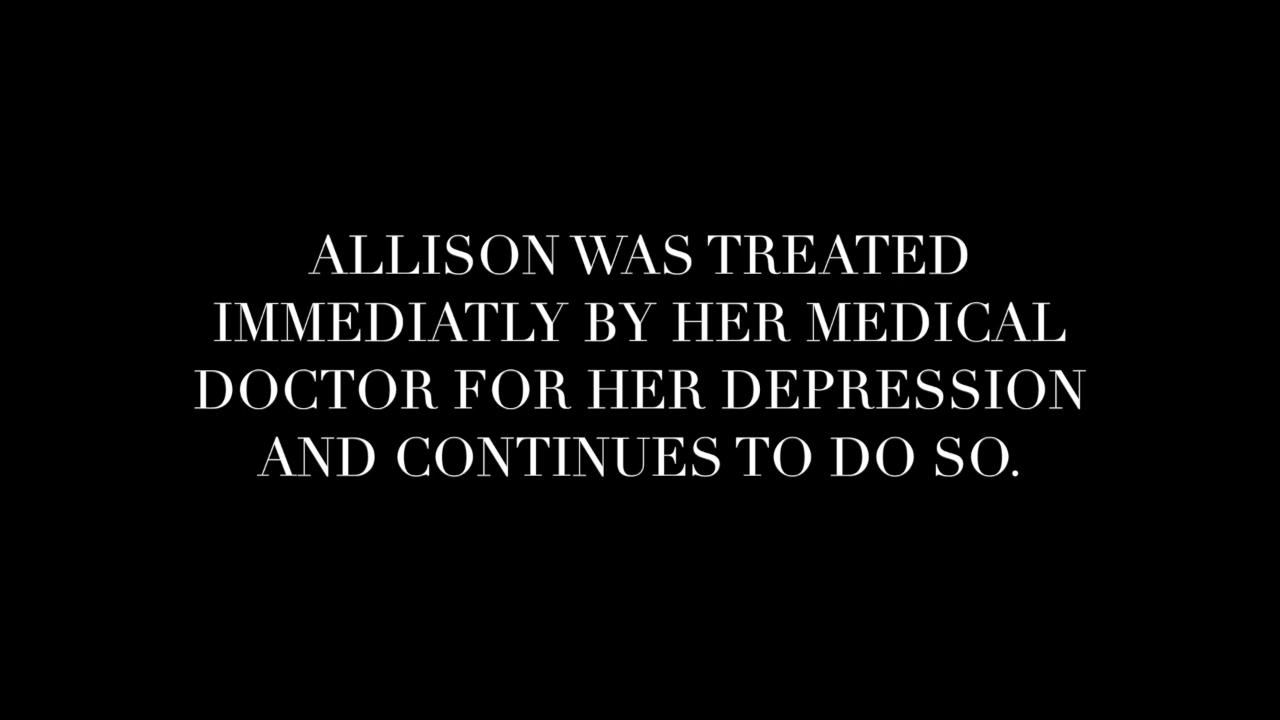 ALLISON WAS TREATED
IMMEDIATLY BY HER MEDICAL
DOCTOR FOR HER DEPRESSION
AND CONTINUES TO DO SO.